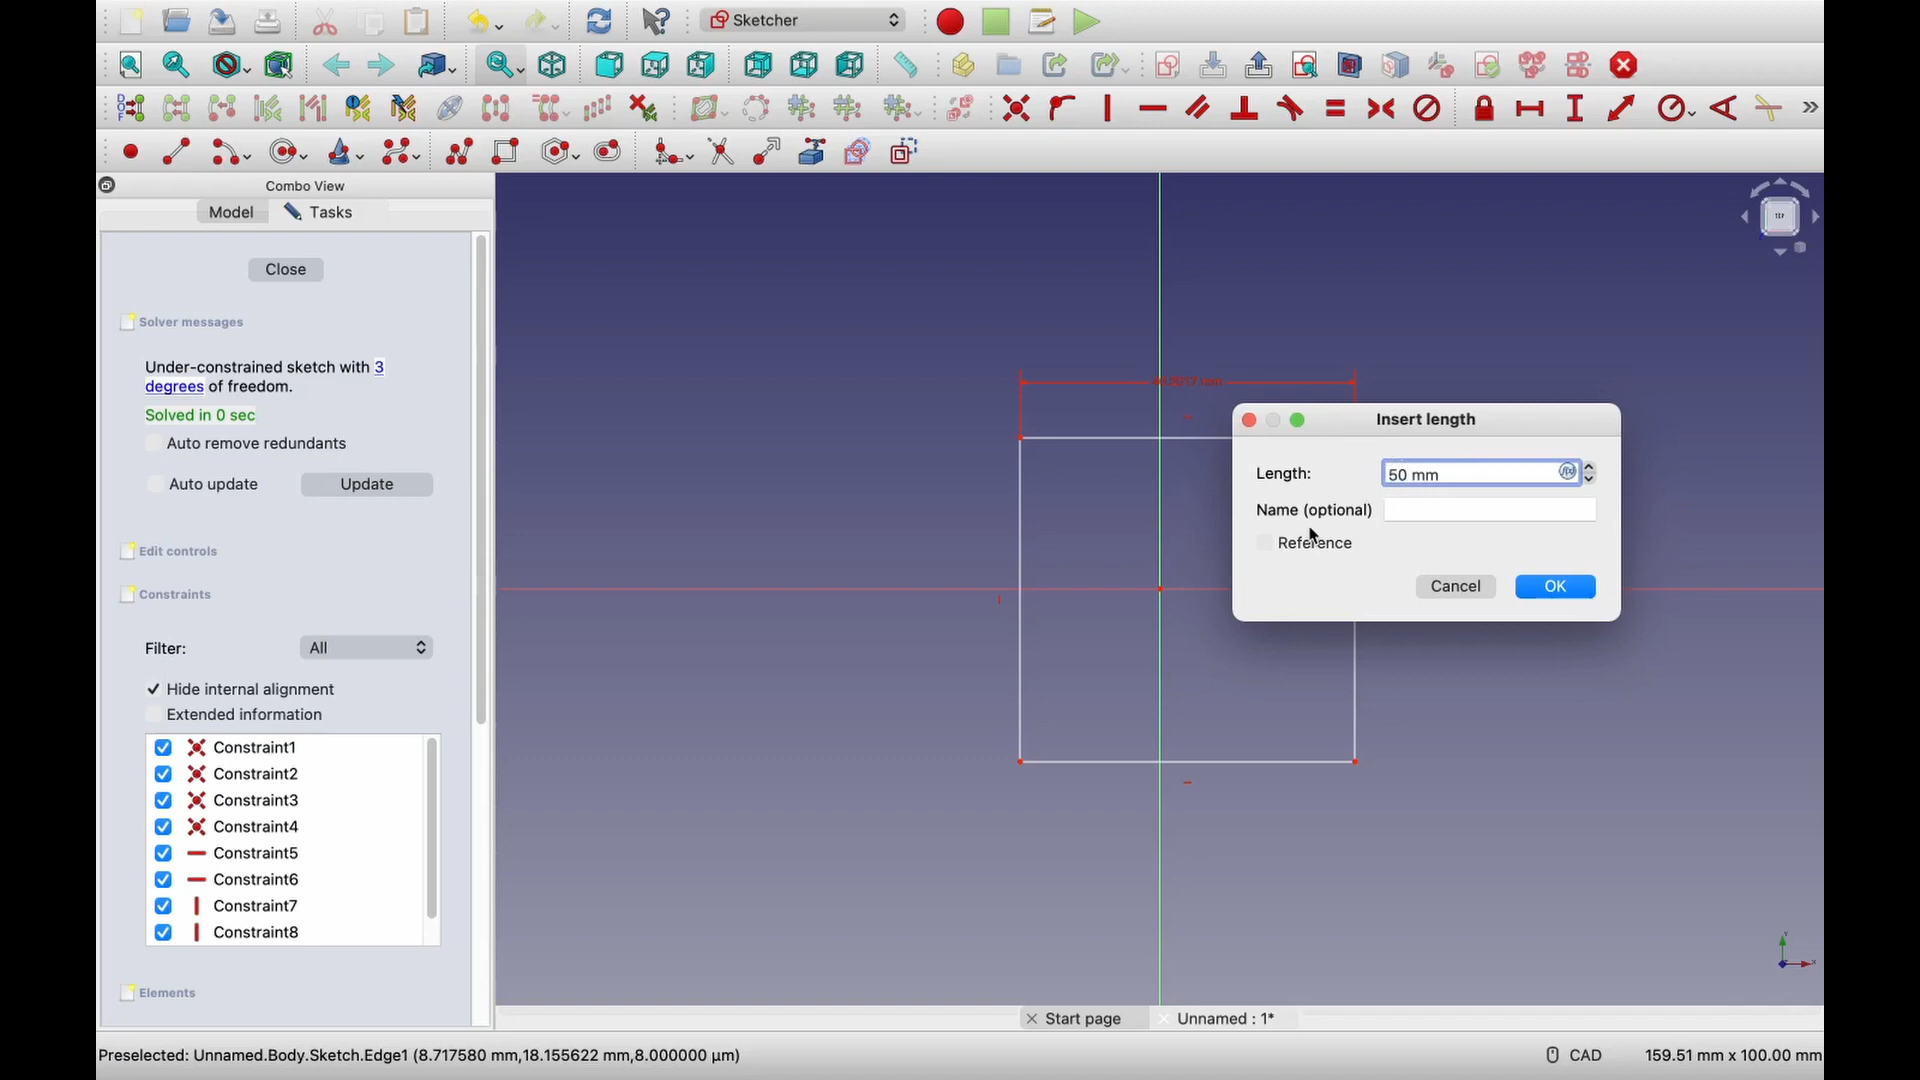 Sketcher
Combo View
Model
Tasks
Close
Solver messages
Under-constrained sketch with 3
degrees of freedom.
Solved in 0 sec
Auto remove redundants
Auto update
Update
Edit controls
Constraints
Filter:
All
Hide internal alignment
Extended information
Constraint1
Constraint2
Constraint3
Constraint4
Constraint5
Constraint6
Constraint7
Constraint8
Elements
Insert length
Length:
50 mm
Name (optional)
Reference
Cancel
OK
Start page
Unnamed : 1*
Preselected: Unnamed.Body.Sketch.Edge1 (8.717580 mm,18.155622 mm,8.000000 μm)
CAD
159.51 mm x 100.00 mm